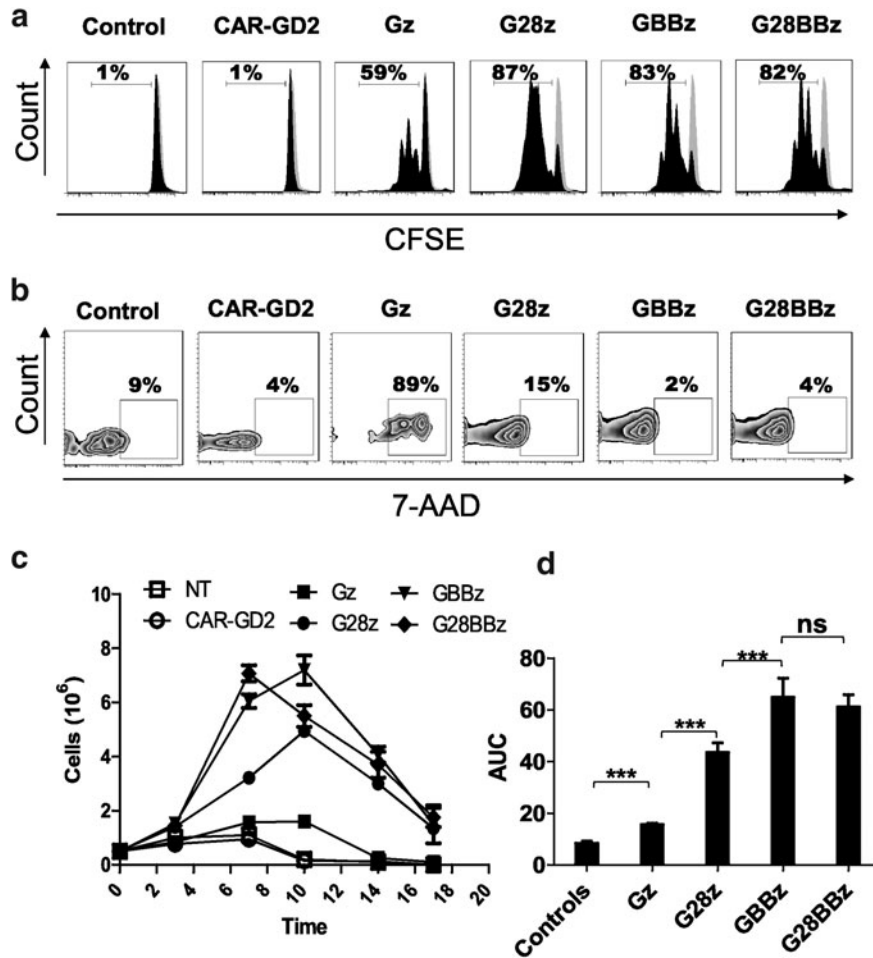 a
Control CAR-GD2 Gz G28z GBBz G28BBz
1% 1% 59% 87% 83% 82%
Count
CFSE
b
Control CAR-GD2 Gz G28z GBBz G28BBz
9% 4% 89% 15% 2% 4%
Count
7-AAD
c
NT Gz GBBz
CAR-GD2 G28z G28BBz
10
8
6
4
2
0
Cells (10^6)
0 2 4 6 8 10 12 14 16 18 20
Time
d
*** *** *** ns
80
60
40
20
0
AUC
Controls Gz G28z GBBz G28BBz